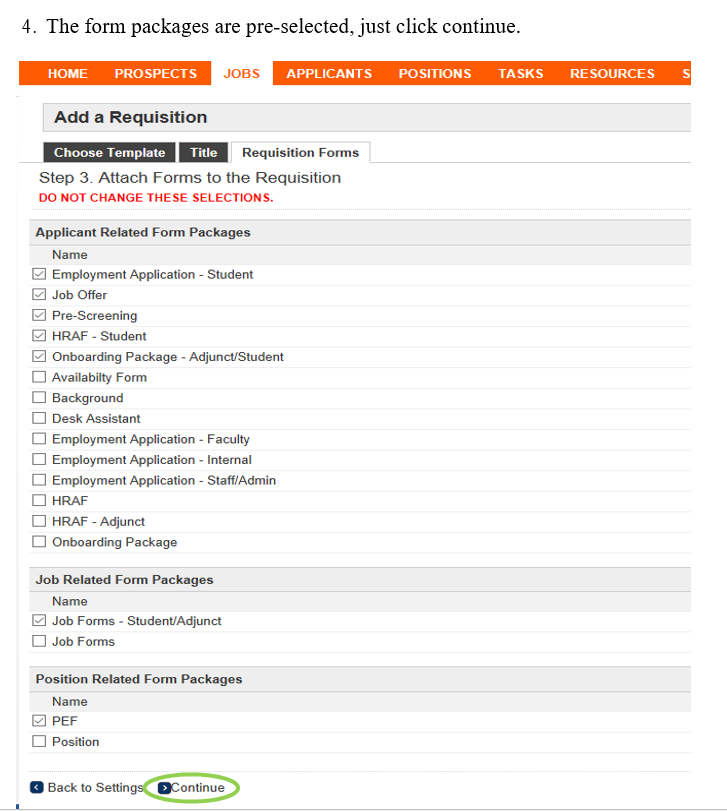 4. The form packages are pre-selected, just click continue.
HOME PROSPECTS JOBS APPLICANTS POSITIONS TASKS RESOURCES S
Add a Requisition
Choose Template Title Requisition Forms
Step 3. Attach Forms to the Requisition
DO NOT CHANGE THESE SELECTIONS.
Applicant Related Form Packages
Name
Employment Application - Student
Job Offer
Pre-Screening
HRAF - Student
Onboarding Package - Adjunct/Student
Availabilty Form
Background
Desk Assistant
Employment Application - Faculty
Employment Application - Internal
Employment Application - Staff/Admin
HRAF
HRAF - Adjunct
Onboarding Package
Job Related Form Packages
Name
Job Forms - Student/Adjunct
Job Forms
Position Related Form Packages
Name
PEF
Position
Back to Settings Continue